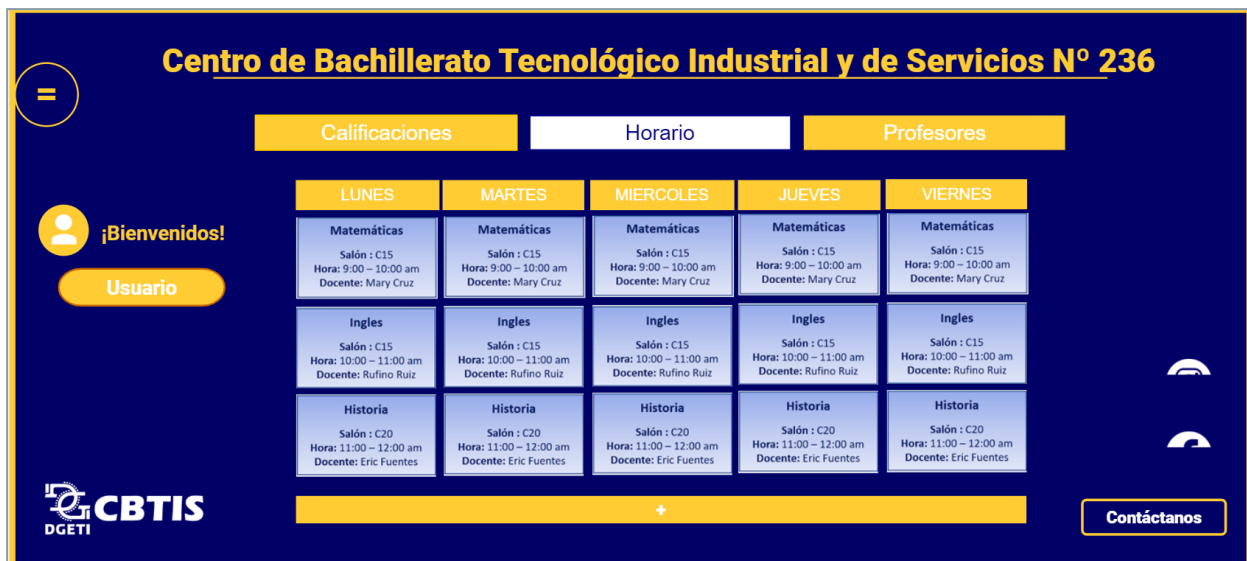 Centro de Bachillerato Tecnológico Industrial y de Servicios Nº 236
=
Calificaciones Horario Profesores
LUNES MARTES MIERCOLES JUEVES VIERNES
¡Bienvenidos!
Usuario
Matemáticas Matemáticas Matemáticas Matemáticas Matemáticas
Salón : C15 Salón : C15 Salón : C15 Salón : C15 Salón : C15
Hora: 9:00 – 10:00 am Hora: 9:00 – 10:00 am Hora: 9:00 – 10:00 am Hora: 9:00 – 10:00 am Hora: 9:00 – 10:00 am
Docente: Mary Cruz Docente: Mary Cruz Docente: Mary Cruz Docente: Mary Cruz Docente: Mary Cruz
Ingles Ingles Ingles Ingles Ingles
Salón : C15 Salón : C15 Salón : C15 Salón : C15 Salón : C15
Hora: 10:00 – 11:00 am Hora: 10:00 – 11:00 am Hora: 10:00 – 11:00 am Hora: 10:00 – 11:00 am Hora: 10:00 – 11:00 am
Docente: Rufino Ruiz Docente: Rufino Ruiz Docente: Rufino Ruiz Docente: Rufino Ruiz Docente: Rufino Ruiz
Historia Historia Historia Historia Historia
Salón : C20 Salón : C20 Salón : C20 Salón : C20 Salón : C20
Hora: 11:00 – 12:00 am Hora: 11:00 – 12:00 am Hora: 11:00 – 12:00 am Hora: 11:00 – 12:00 am Hora: 11:00 – 12:00 am
Docente: Eric Fuentes Docente: Eric Fuentes Docente: Eric Fuentes Docente: Eric Fuentes Docente: Eric Fuentes
+
CBTIS
DGETI
Contáctanos